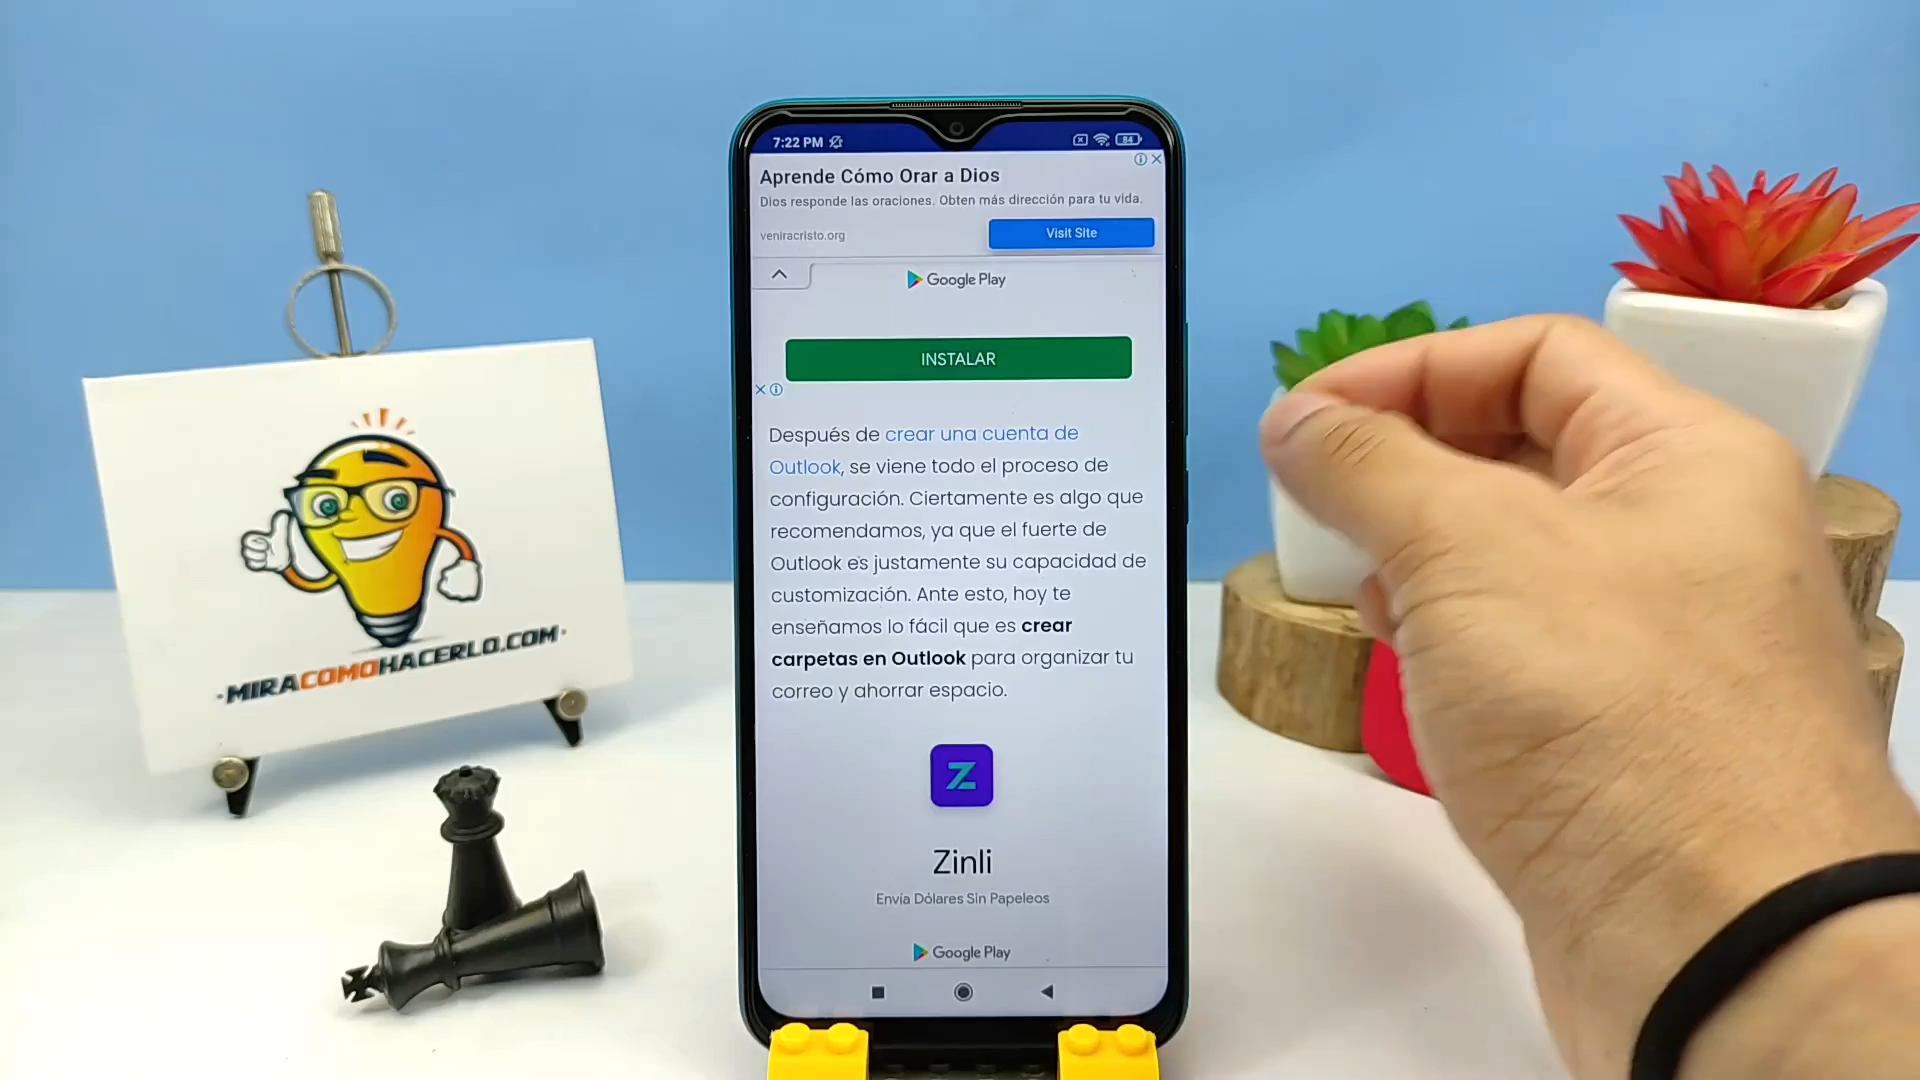 7:22 PM
84
Aprende Cómo Orar a Dios
Dios responde las oraciones. Obten más dirección para tu vida.
veniracristo.org
Visit Site
Google Play
INSTALAR
Después de crear una cuenta de
Outlook, se viene todo el proceso de
configuración. Ciertamente es algo que
recomendamos, ya que el fuerte de
Outlook es justamente su capacidad de
customización. Ante esto, hoy te
enseñamos lo fácil que es crear
carpetas en Outlook para organizar tu
correo y ahorrar espacio.
Z
Zinli
Envía Dólares Sin Papeleos
Google Play
·MIRACOMOHACERLO.COM·